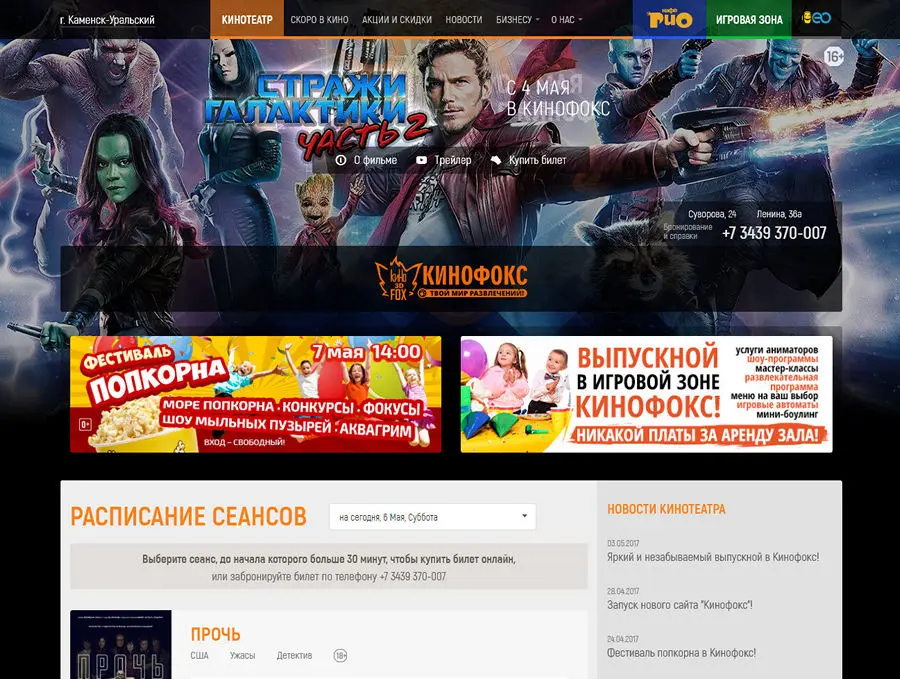 г. Каменск-Уральский
КИНОТЕАТР
СКОРО В КИНО
АКЦИИ И СКИДКИ
НОВОСТИ
БИЗНЕСУ
О НАС
кафе
РИО
ИГРОВАЯ ЗОНА
16+
СТРАЖИ
ГАЛАКТИКИ
ЧАСТЬ 2
С 4 МАЯ
В КИНОФОКС
О фильме
Трейлер
Купить билет
Суворова, 24
Ленина, 36а
Бронирование
и справки
+7 3439 370-007
КИНО
3D
FOX
КИНОФОКС
ТВОЙ МИР РАЗВЛЕЧЕНИЙ!
ФЕСТИВАЛЬ
ПОПКОРНА
7 мая 14:00
МОРЕ ПОПКОРНА · КОНКУРСЫ · ФОКУСЫ
ШОУ МЫЛЬНЫХ ПУЗЫРЕЙ · АКВАГРИМ
ВХОД – СВОБОДНЫЙ!
0+
ВЫПУСКНОЙ
В ИГРОВОЙ ЗОНЕ
КИНОФОКС!
услуги аниматоров
шоу-программы
мастер-классы
развлекательная
программа
меню на ваш выбор
игровые автоматы
мини-боулинг
НИКАКОЙ ПЛАТЫ ЗА АРЕНДУ ЗАЛА!
РАСПИСАНИЕ СЕАНСОВ
на сегодня, 6 Мая, Суббота
Выберите сеанс, до начала которого больше 30 минут, чтобы купить билет онлайн,
или забронируйте билет по телефону +7 3439 370-007
ПРОЧЬ
ПРОЧЬ
США
Ужасы
Детектив
18+
НОВОСТИ КИНОТЕАТРА
03.05.2017
Яркий и незабываемый выпускной в Кинофокс!
28.04.2017
Запуск нового сайта "Кинофокс"!
24.04.2017
Фестиваль попкорна в Кинофокс!